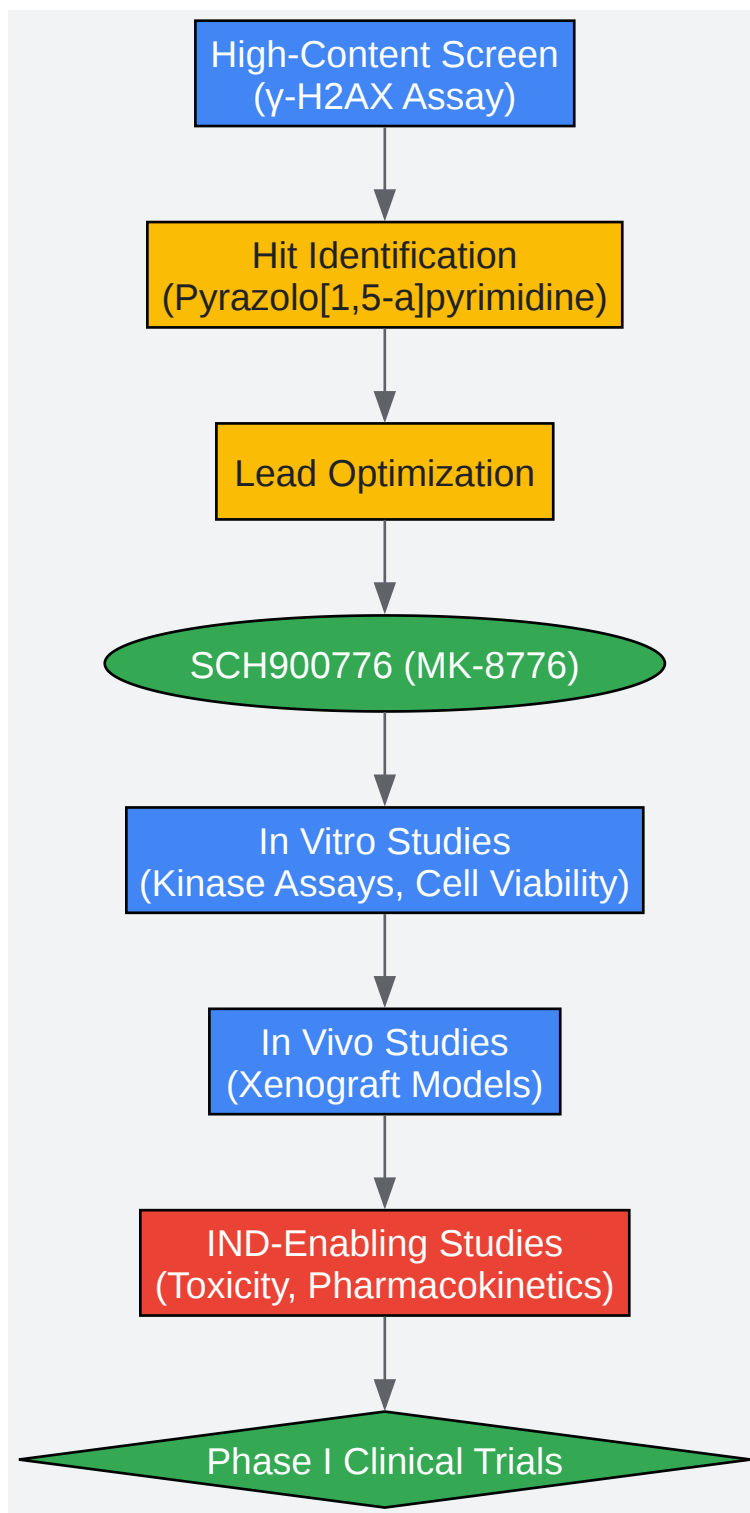 High-Content Screen
(γ-H2AX Assay)
Hit Identification
(Pyrazolo[1,5-a]pyrimidine)
Lead Optimization
SCH900776 (MK-8776)
In Vitro Studies
(Kinase Assays, Cell Viability)
In Vivo Studies
(Xenograft Models)
IND-Enabling Studies
(Toxicity, Pharmacokinetics)
Phase I Clinical Trials